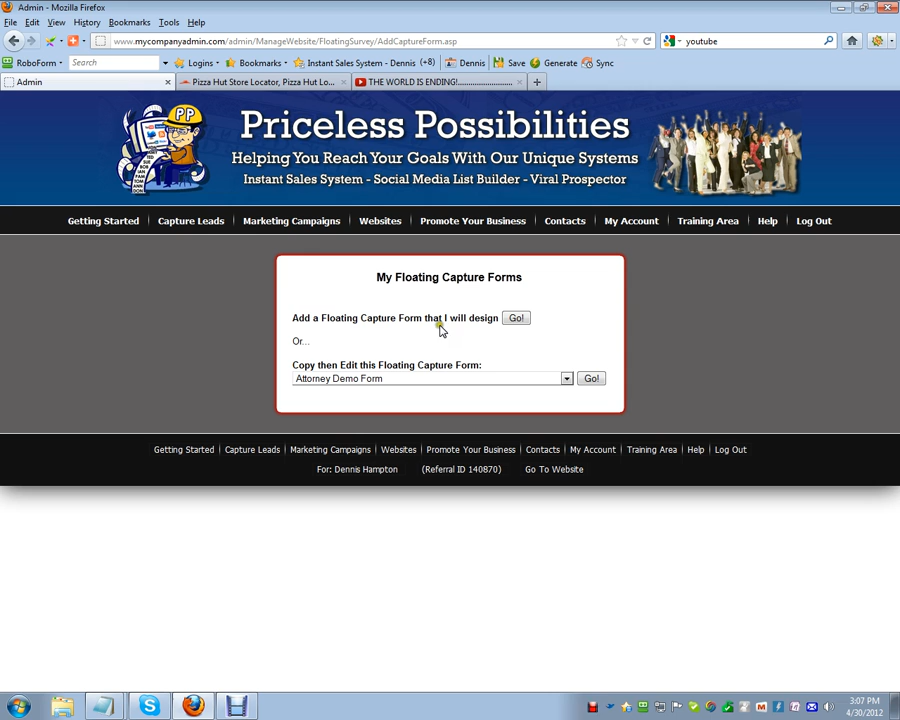 Admin - Mozilla Firefox
File Edit View History Bookmarks Tools Help
www.mycompanyadmin.com/admin/ManageWebsite/FloatingSurvey/AddCaptureForm.asp youtube
RoboForm Search Logins Bookmarks Instant Sales System - Dennis (+8) Dennis Save Generate Sync
Admin Pizza Hut Store Locator, Pizza Hut Lo... THE WORLD IS ENDING!...........................
PP
Priceless Possibilities
Helping You Reach Your Goals With Our Unique Systems
Instant Sales System - Social Media List Builder - Viral Prospector
Getting Started Capture Leads Marketing Campaigns Websites Promote Your Business Contacts My Account Training Area Help Log Out
My Floating Capture Forms
Add a Floating Capture Form that I will design Go!
Or...
Copy then Edit this Floating Capture Form:
Attorney Demo Form Go!
Getting Started Capture Leads Marketing Campaigns Websites Promote Your Business Contacts My Account Training Area Help Log Out
For: Dennis Hampton (Referral ID 140870) Go To Website
3:07 PM
4/30/2012